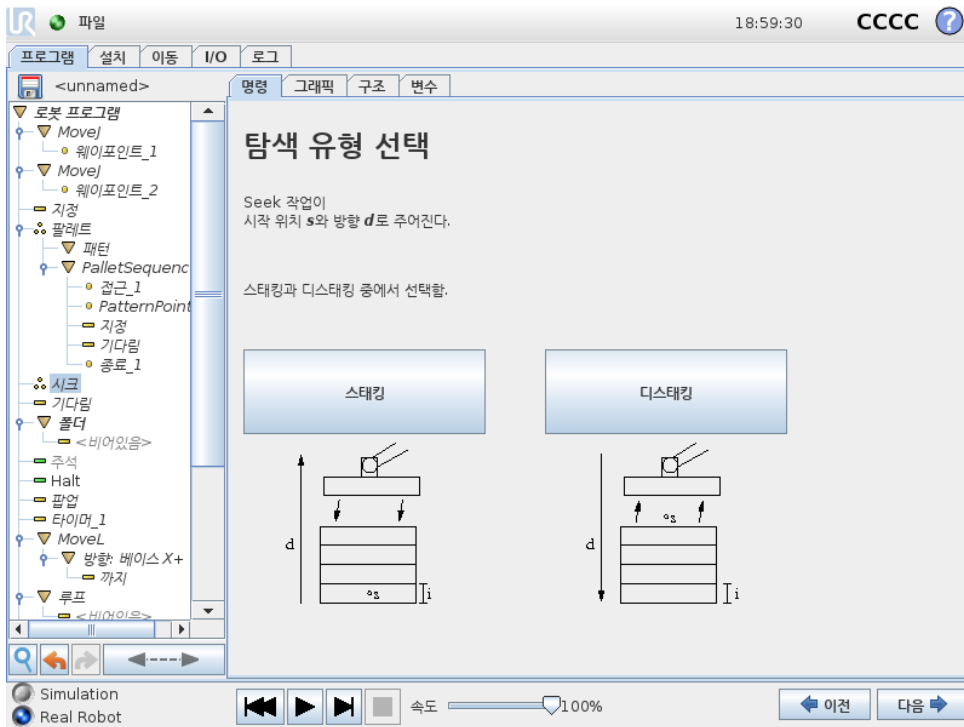 UR 파일 18:59:30 CCCC ?
프로그램 설치 이동 I/O 로그
<unnamed>
명령 그래픽 구조 변수
로봇 프로그램
MoveJ
웨이포인트_1
MoveJ
웨이포인트_2
지정
팔레트
패턴
PalletSequenc
접근_1
PatternPoint
지정
기다림
종료_1
시크
기다림
폴더
<비어있음>
주석
Halt
팝업
타이머_1
MoveL
방향: 베이스 X+
까지
루프
<비어있음>
탐색 유형 선택
Seek 작업이
시작 위치 s와 방향 d로 주어진다.
스태킹과 디스태킹 중에서 선택함.
스태킹
디스태킹
d
s
i
d
s
i
Simulation
Real Robot
속도 100%
이전
다음